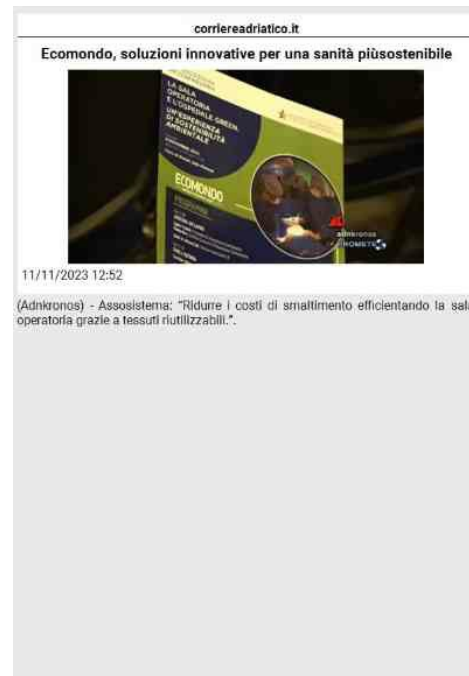 corriereadriatico.it
Ecomondo, soluzioni innovative per una sanità piùsostenibile
LA SALA
OPERATORIA
E L'OSPEDALE GREEN.
UN'ESPERIENZA
DI SOSTENIBILITÀ
AMBIENTALE
ECOMONDO
adnkronos
PROMETEO
11/11/2023 12:52
(Adnkronos) - Assosistema: “Ridurre i costi di smaltimento efficientando la sala
operatoria grazie a tessuti riutilizzabili.”.